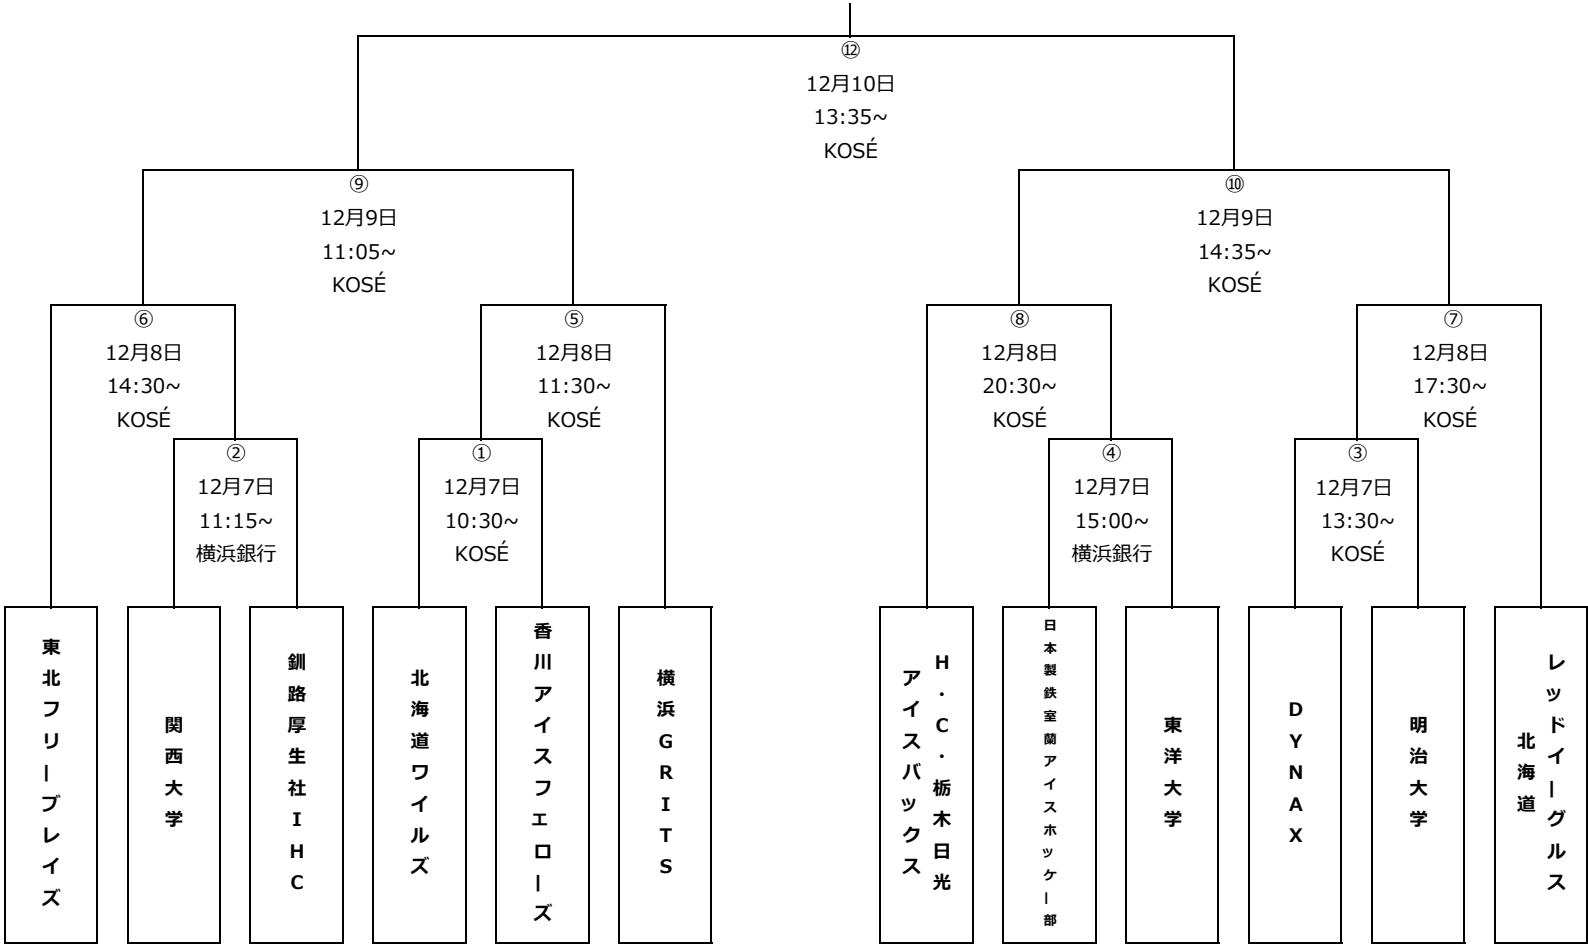 ⑫
12月10日
13:35~
KOSÉ
⑨
12月9日
11:05~
KOSÉ
⑩
12月9日
14:35~
KOSÉ
⑥
12月8日
14:30~
KOSÉ
⑤
12月8日
11:30~
KOSÉ
⑧
12月8日
20:30~
KOSÉ
⑦
12月8日
17:30~
KOSÉ
②
12月7日
11:15~
横浜銀行
①
12月7日
10:30~
KOSÉ
④
12月7日
15:00~
横浜銀行
③
12月7日
13:30~
KOSÉ
東北フリーブレイズ
関西大学
釧路厚生社IHC
北海道ワイルズ
香川アイスフェローズ
横浜GRITS
H・C・栃木日光
アイスバックス
日本製鉄室蘭アイスホッケー部
東洋大学
DYNAX
明治大学
レッドイーグルス
北海道